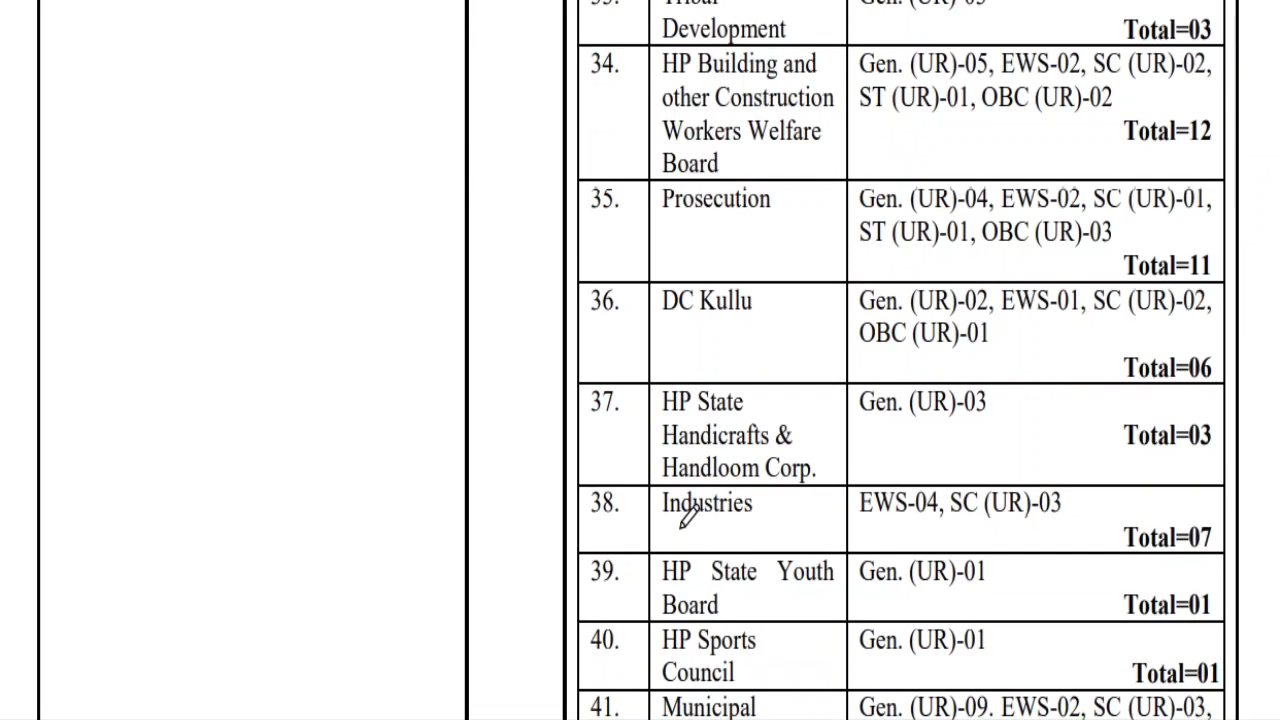 Development
Total=03
34.
HP Building and
other Construction
Workers Welfare
Board
Gen. (UR)-05, EWS-02, SC (UR)-02,
ST (UR)-01, OBC (UR)-02
Total=12
35.
Prosecution
Gen. (UR)-04, EWS-02, SC (UR)-01,
ST (UR)-01, OBC (UR)-03
Total=11
36.
DC Kullu
Gen. (UR)-02, EWS-01, SC (UR)-02,
OBC (UR)-01
Total=06
37.
HP State
Handicrafts &
Handloom Corp.
Gen. (UR)-03
Total=03
38.
Industries
EWS-04, SC (UR)-03
Total=07
39.
HP State Youth
Board
Gen. (UR)-01
Total=01
40.
HP Sports
Council
Gen. (UR)-01
Total=01
41.
Municipal
Gen. (UR)-09. EWS-02, SC (UR)-03,